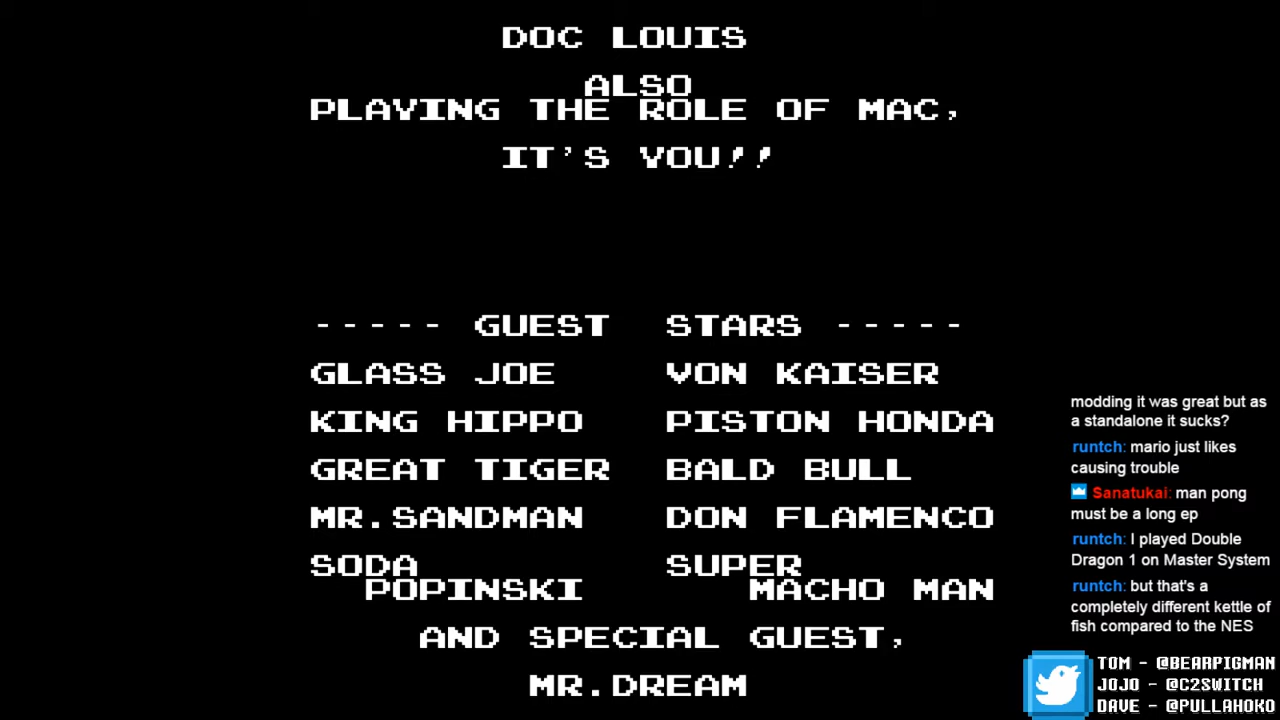 DOC LOUIS
ALSO
PLAYING THE ROLE OF MAC,
IT'S YOU!!
----- GUEST STARS -----
GLASS JOE VON KAISER
KING HIPPO PISTON HONDA
GREAT TIGER BALD BULL
MR.SANDMAN DON FLAMENCO
SODA SUPER
POPINSKI MACHO MAN
AND SPECIAL GUEST,
MR.DREAM
modding it was great but as
a standalone it sucks?
runtch: mario just likes
causing trouble
Sanatukai: man pong
must be a long ep
runtch: I played Double
Dragon 1 on Master System
runtch: but that's a
completely different kettle of
fish compared to the NES
TOM - @BEARPIGMAN
JOJO - @C2SWITCH
DAVE - @PULLAHOKO